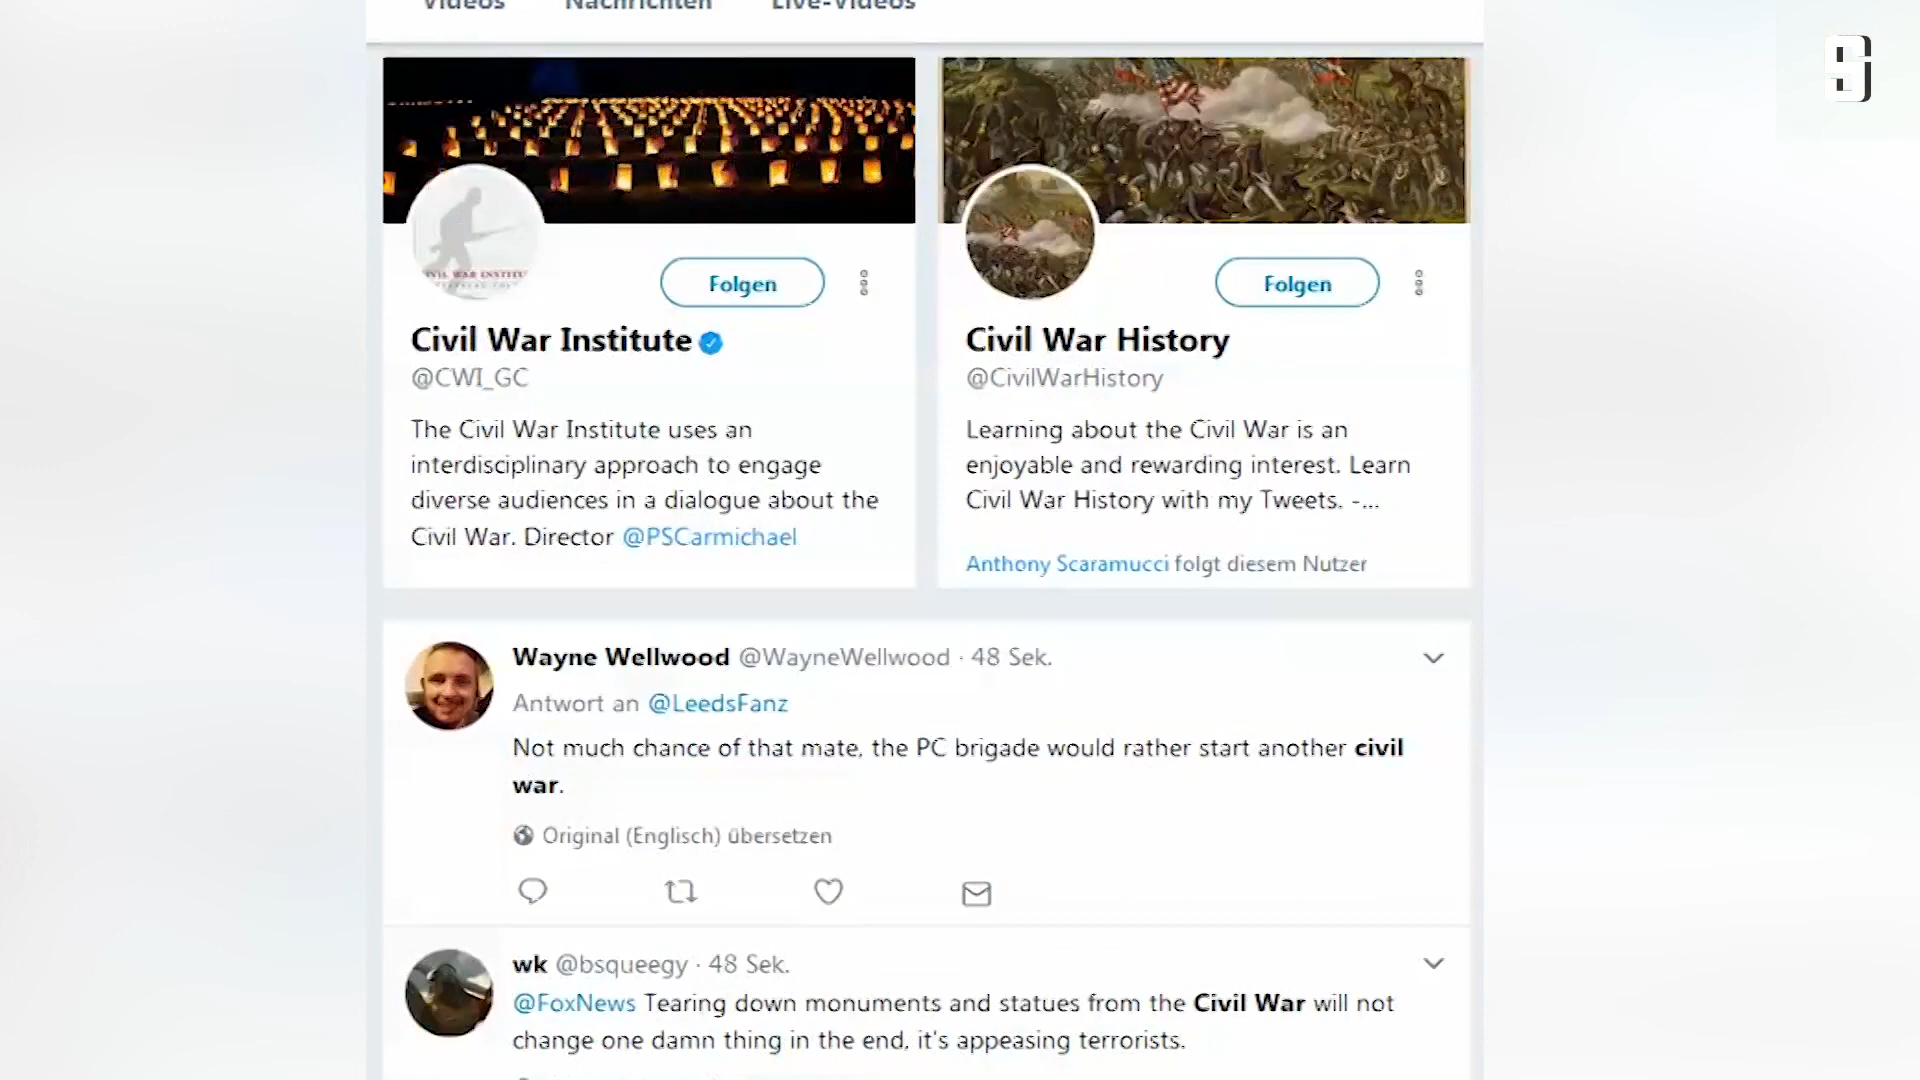 Videos Nachrichten Live-Videos
SJ
CIVIL WAR INSTITU
Folgen
Civil War Institute
@CWI_GC
The Civil War Institute uses an
interdisciplinary approach to engage
diverse audiences in a dialogue about the
Civil War. Director @PSCarmichael
Folgen
Civil War History
@CivilWarHistory
Learning about the Civil War is an
enjoyable and rewarding interest. Learn
Civil War History with my Tweets. -...
Anthony Scaramucci folgt diesem Nutzer
Wayne Wellwood @WayneWellwood · 48 Sek.
Antwort an @LeedsFanz
Not much chance of that mate, the PC brigade would rather start another civil
war.
Original (Englisch) übersetzen
wk @bsqueegy · 48 Sek.
@FoxNews Tearing down monuments and statues from the Civil War will not
change one damn thing in the end, it's appeasing terrorists.